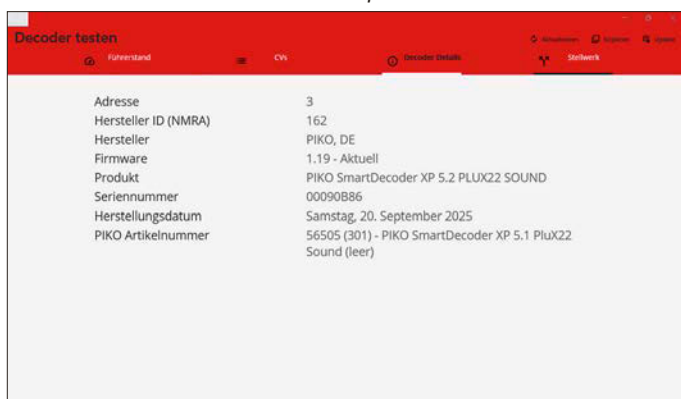 Decoder testen
Aktualisieren
Führerstand
CVs
Decoder Details
Stellwerk
Adresse 3
Hersteller ID (NMRA) 162
Hersteller PIKO, DE
Firmware 1.19 - Aktuell
Produkt PIKO SmartDecoder XP 5.2 PLUX22 SOUND
Seriennummer 00090B86
Herstellungsdatum Samstag, 20. September 2025
PIKO Artikelnummer 56505 (301) - PIKO SmartDecoder XP 5.1 PluX22
Sound (leer)